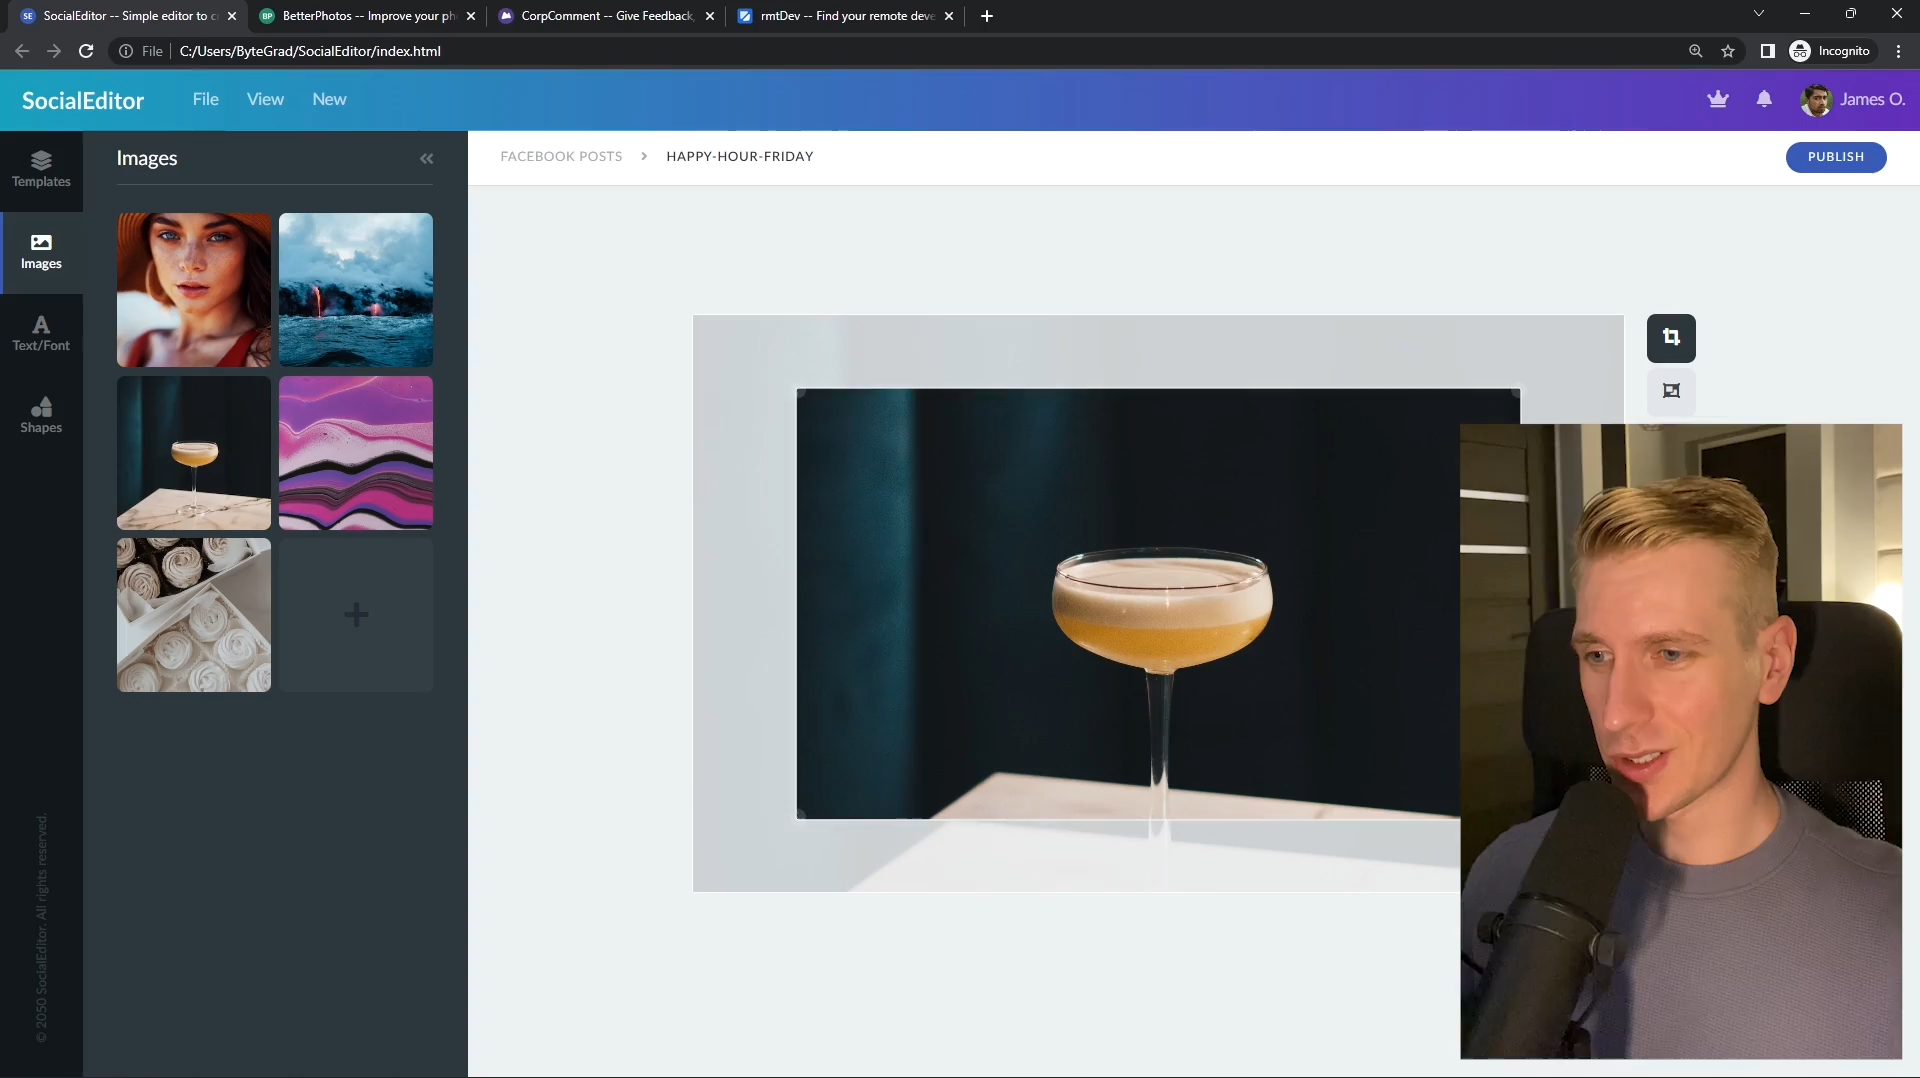 SE SocialEditor -- Simple editor to c
BP BetterPhotos -- Improve your ph
CorpComment -- Give Feedback,
rmtDev -- Find your remote deve
File C:/Users/ByteGrad/SocialEditor/index.html
Incognito
SocialEditor File View New
James O.
Templates
Images
Text/Font
Shapes
© 2050 SocialEditor. All rights reserved.
Images
FACEBOOK POSTS > HAPPY-HOUR-FRIDAY
PUBLISH